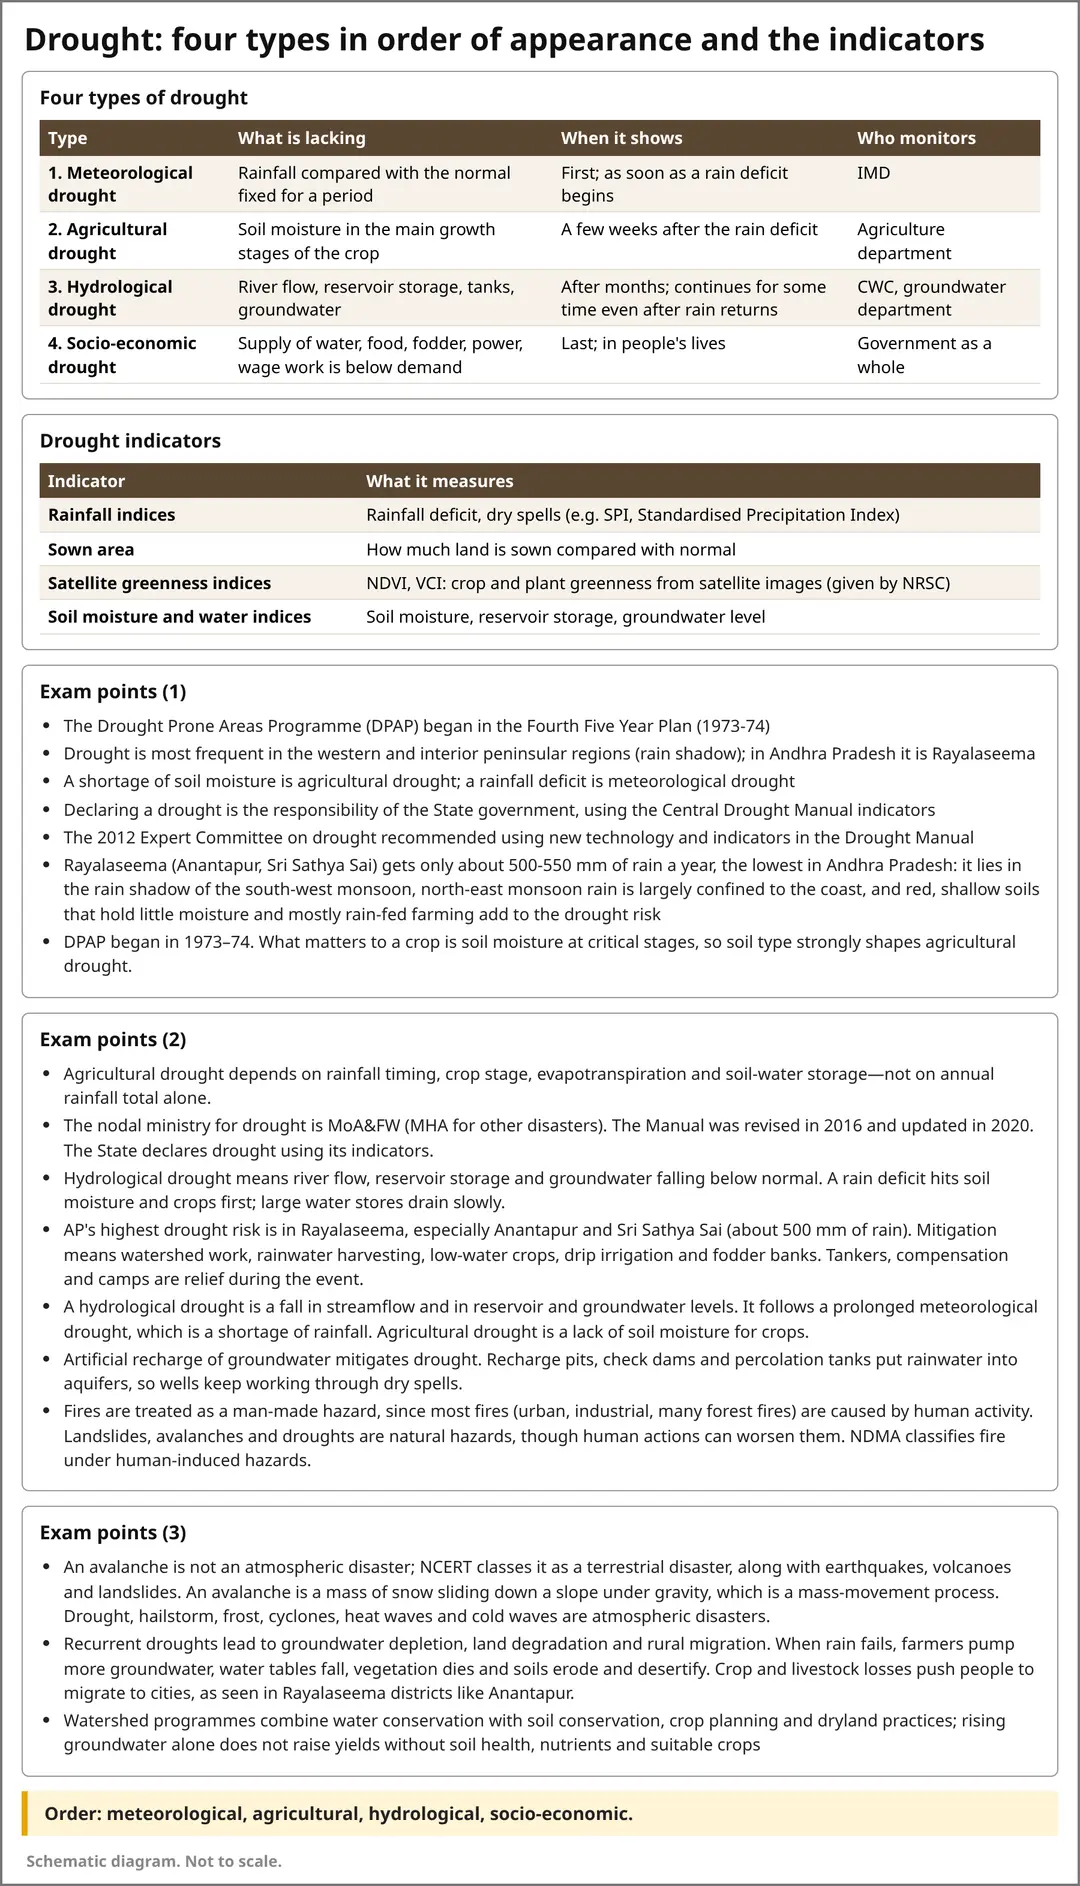 Drought: four types in order of appearance and the indicators
Four types of drought
Type What is lacking When it shows Who monitors
1. Meteorological Rainfall compared with the normal First; as soon as a rain deficit IMD
drought fixed for a period begins
2. Agricultural Soil moisture in the main growth A few weeks after the rain deficit Agriculture
drought stages of the crop department
3. Hydrological River flow, reservoir storage, tanks, After months; continues for some CWC, groundwater
drought groundwater time even after rain returns department
4. Socio-economic Supply of water, food, fodder, power, Last; in people's lives Government as a
drought wage work is below demand whole
Drought indicators
Indicator What it measures
Rainfall indices Rainfall deficit, dry spells (e.g. SPI, Standardised Precipitation Index)
Sown area How much land is sown compared with normal
Satellite greenness indices NDVI, VCI: crop and plant greenness from satellite images (given by NRSC)
Soil moisture and water indices Soil moisture, reservoir storage, groundwater level
Exam points (1)
• The Drought Prone Areas Programme (DPAP) began in the Fourth Five Year Plan (1973-74)
• Drought is most frequent in the western and interior peninsular regions (rain shadow); in Andhra Pradesh it is Rayalaseema
• A shortage of soil moisture is agricultural drought; a rainfall deficit is meteorological drought
• Declaring a drought is the responsibility of the State government, using the Central Drought Manual indicators
• The 2012 Expert Committee on drought recommended using new technology and indicators in the Drought Manual
• Rayalaseema (Anantapur, Sri Sathya Sai) gets only about 500-550 mm of rain a year, the lowest in Andhra Pradesh: it lies in
the rain shadow of the south-west monsoon, north-east monsoon rain is largely confined to the coast, and red, shallow soils
that hold little moisture and mostly rain-fed farming add to the drought risk
• DPAP began in 1973–74. What matters to a crop is soil moisture at critical stages, so soil type strongly shapes agricultural
drought.
Exam points (2)
• Agricultural drought depends on rainfall timing, crop stage, evapotranspiration and soil-water storage—not on annual
rainfall total alone.
• The nodal ministry for drought is MoA&FW (MHA for other disasters). The Manual was revised in 2016 and updated in 2020.
The State declares drought using its indicators.
• Hydrological drought means river flow, reservoir storage and groundwater falling below normal. A rain deficit hits soil
moisture and crops first; large water stores drain slowly.
• AP's highest drought risk is in Rayalaseema, especially Anantapur and Sri Sathya Sai (about 500 mm of rain). Mitigation
means watershed work, rainwater harvesting, low-water crops, drip irrigation and fodder banks. Tankers, compensation
and camps are relief during the event.
• A hydrological drought is a fall in streamflow and in reservoir and groundwater levels. It follows a prolonged meteorological
drought, which is a shortage of rainfall. Agricultural drought is a lack of soil moisture for crops.
• Artificial recharge of groundwater mitigates drought. Recharge pits, check dams and percolation tanks put rainwater into
aquifers, so wells keep working through dry spells.
• Fires are treated as a man-made hazard, since most fires (urban, industrial, many forest fires) are caused by human activity.
Landslides, avalanches and droughts are natural hazards, though human actions can worsen them. NDMA classifies fire
under human-induced hazards.
Exam points (3)
• An avalanche is not an atmospheric disaster; NCERT classes it as a terrestrial disaster, along with earthquakes, volcanoes
and landslides. An avalanche is a mass of snow sliding down a slope under gravity, which is a mass-movement process.
Drought, hailstorm, frost, cyclones, heat waves and cold waves are atmospheric disasters.
• Recurrent droughts lead to groundwater depletion, land degradation and rural migration. When rain fails, farmers pump
more groundwater, water tables fall, vegetation dies and soils erode and desertify. Crop and livestock losses push people to
migrate to cities, as seen in Rayalaseema districts like Anantapur.
• Watershed programmes combine water conservation with soil conservation, crop planning and dryland practices; rising
groundwater alone does not raise yields without soil health, nutrients and suitable crops
Order: meteorological, agricultural, hydrological, socio-economic.
Schematic diagram. Not to scale.